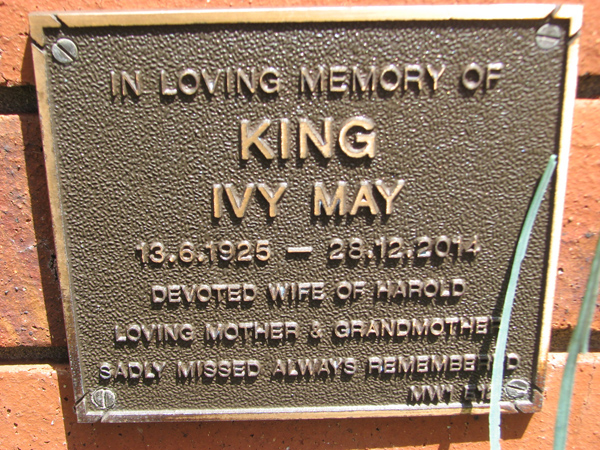 IN LOVING MEMORY OF
KING
IVY MAY
13.6.1925 — 28.12.2014
DEVOTED WIFE OF HAROLD
LOVING MOTHER & GRANDMOTHER
SADLY MISSED ALWAYS REMEMBERED
MW1